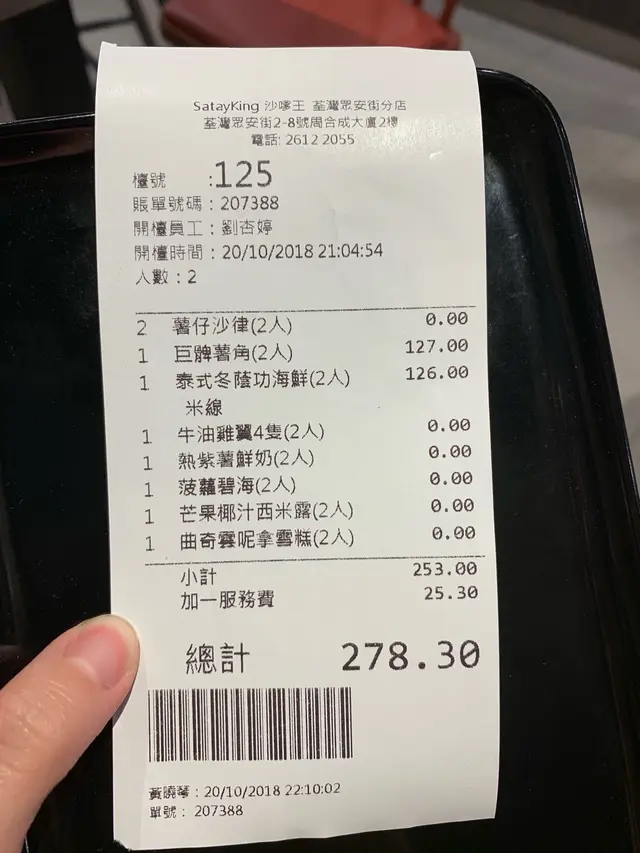 SatayKing 沙嗲王 荃灣眾安街分店
荃灣眾安街2-8號周合成大廈2樓
電話: 2612 2055
檯號 :125
賬單號碼：207388
開檯員工：劉杏婷
開檯時間：20/10/2018 21:04:54
人數：2
2 薯仔沙律(2人) 0.00
1 巨髀薯角(2人) 127.00
1 泰式冬蔭功海鮮(2人) 126.00
米線
1 牛油雞翼4隻(2人) 0.00
1 熱紫薯鮮奶(2人) 0.00
1 菠蘿碧海(2人) 0.00
1 芒果椰汁西米露(2人) 0.00
1 曲奇雲呢拿雪糕(2人) 0.00
小計 253.00
加一服務費 25.30
總計 278.30
黃曉琴：20/10/2018 22:10:02
單號： 207388